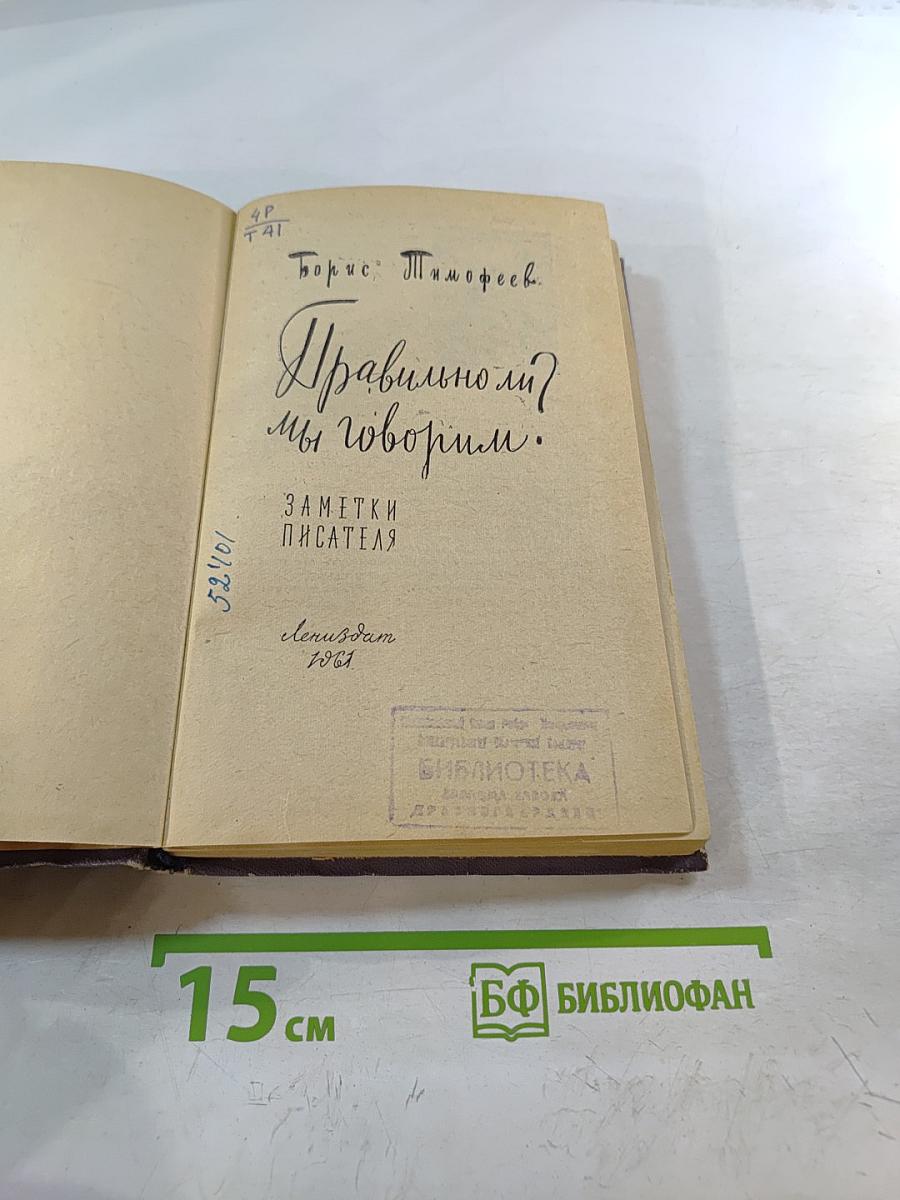 4Р
Т41
Борис Тимофеев
Правильно ли
мы говорим?
ЗАМЕТКИ
ПИСАТЕЛЯ
52401
Лениздат
1961
БИБЛИОТЕКА
15 см
БФ БИБЛИОФАН